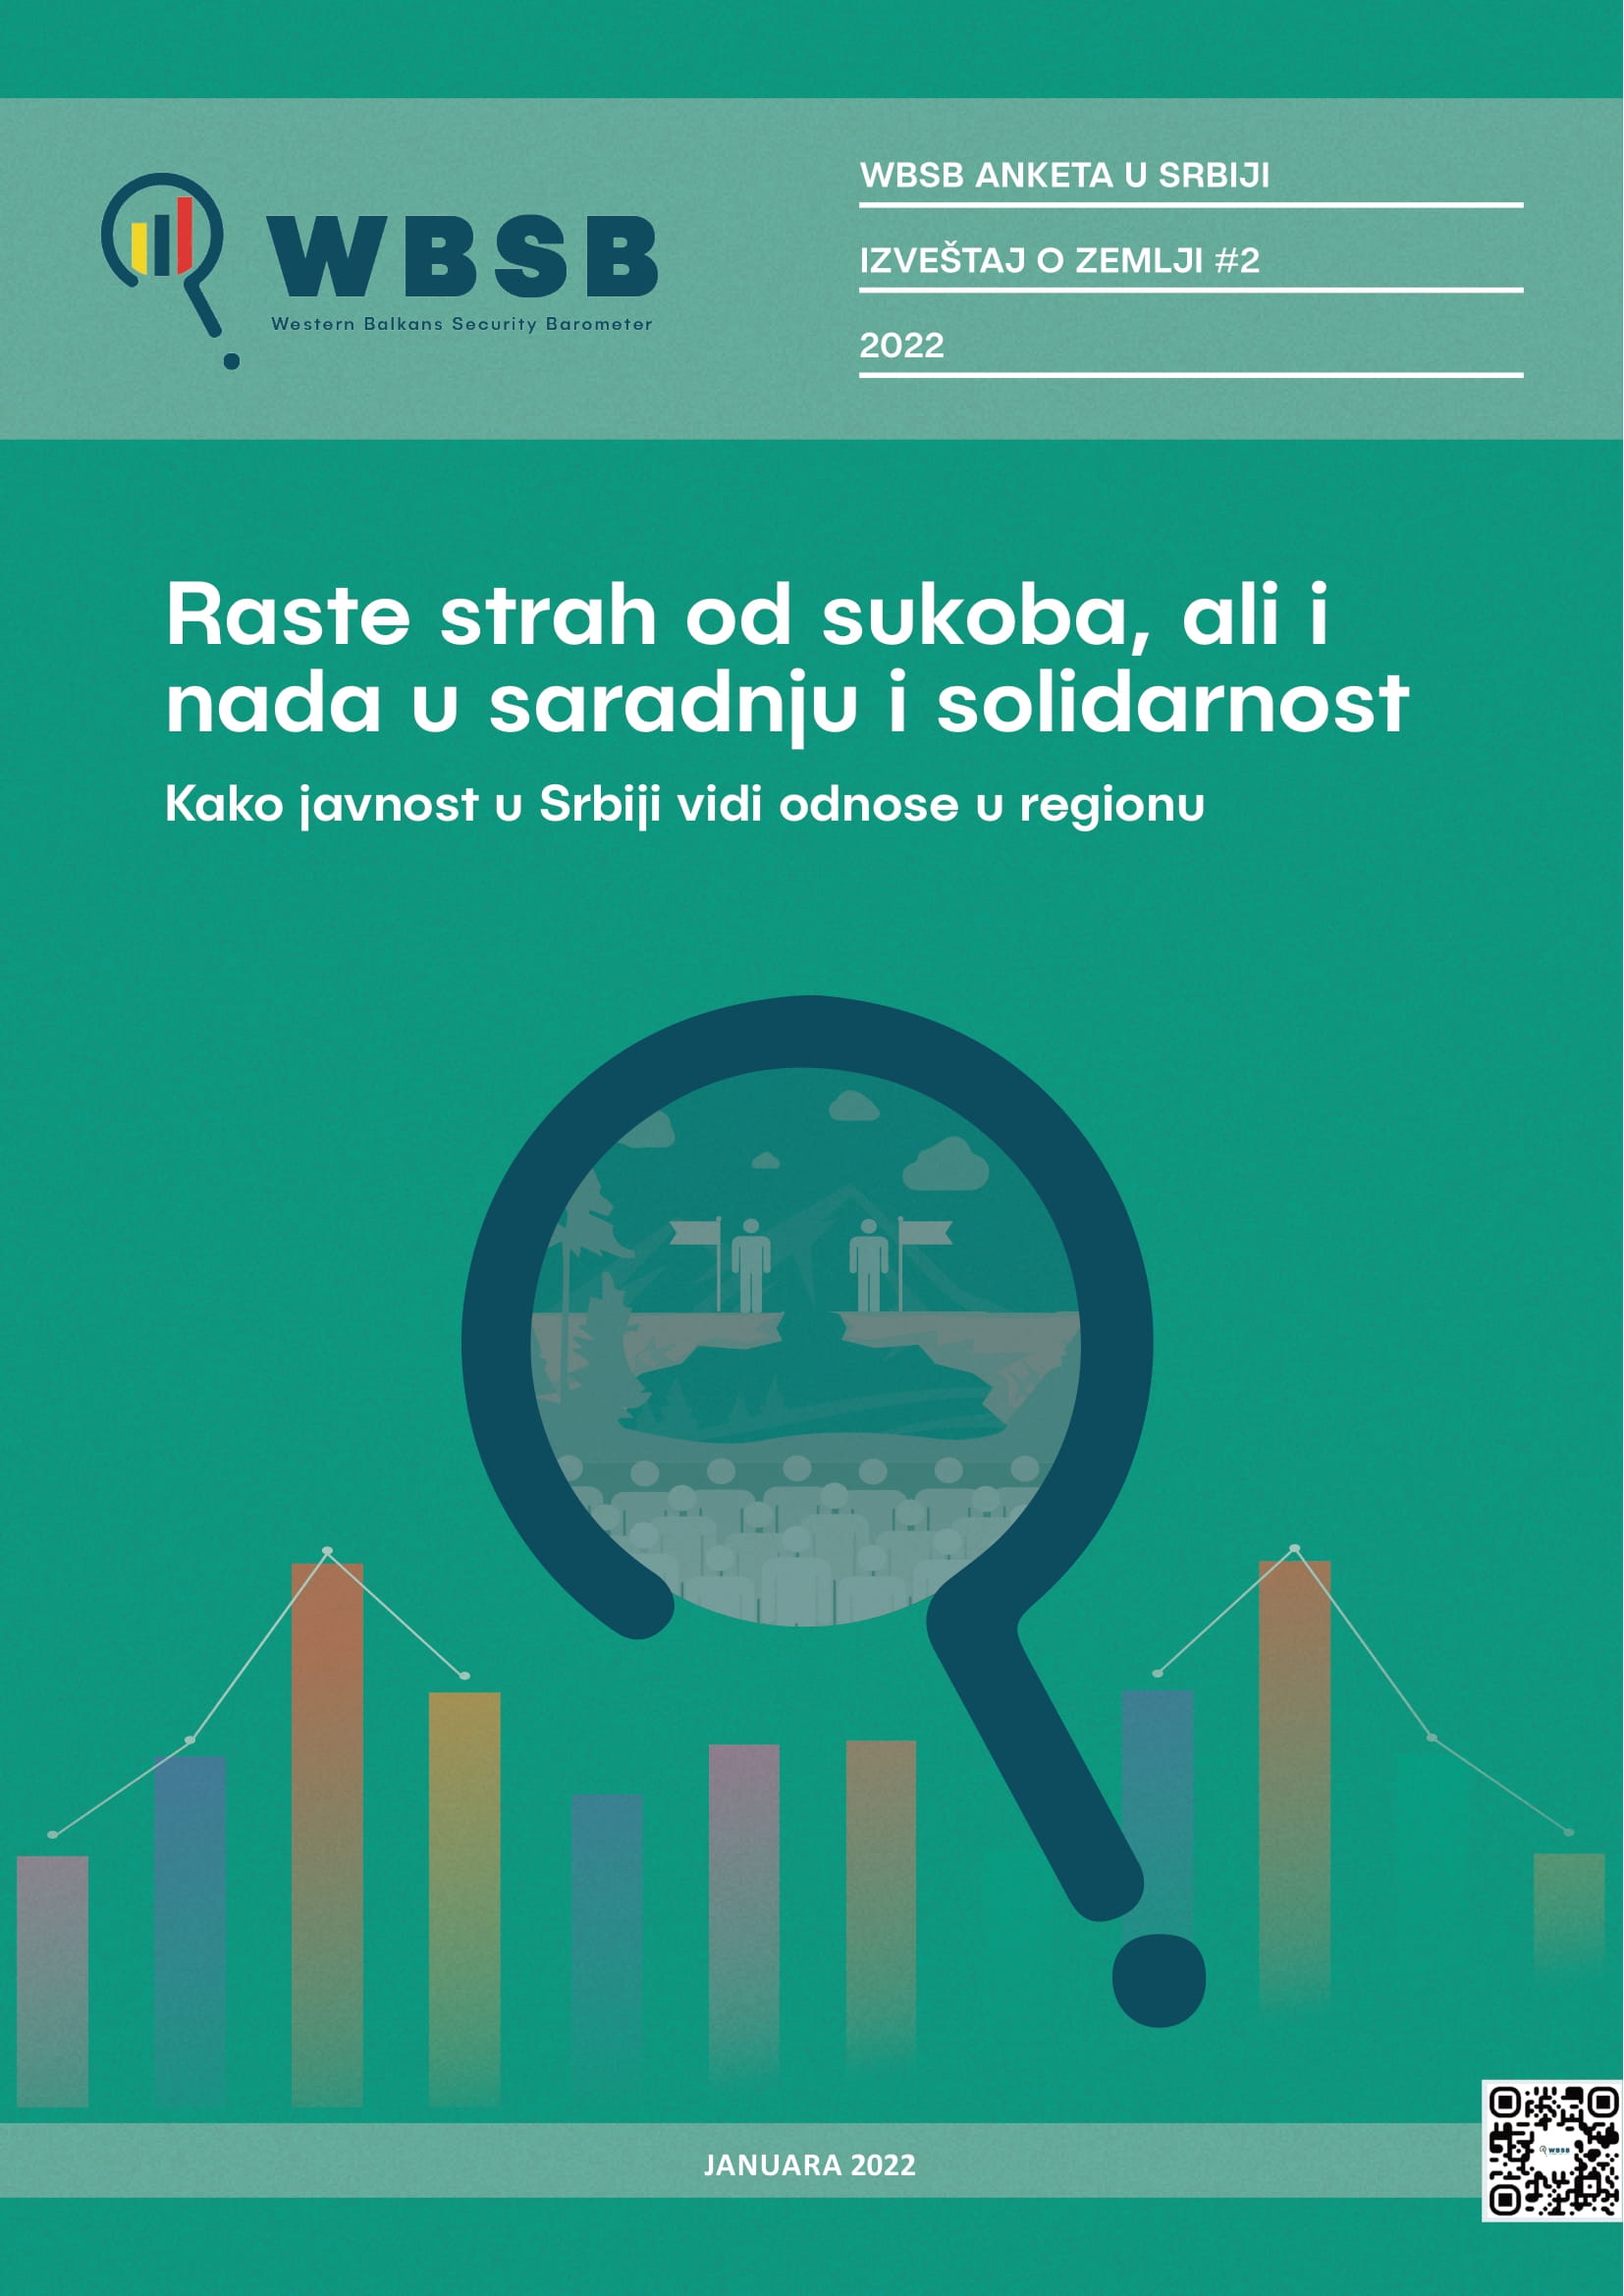 WBSB
Western Balkans Security Barometer
WBSB ANKETA U SRBIJI
IZVEŠTAJ O ZEMLJI #2
2022
Raste strah od sukoba, ali i
nada u saradnju i solidarnost
Kako javnost u Srbiji vidi odnose u regionu
JANUARA 2022
WBSB